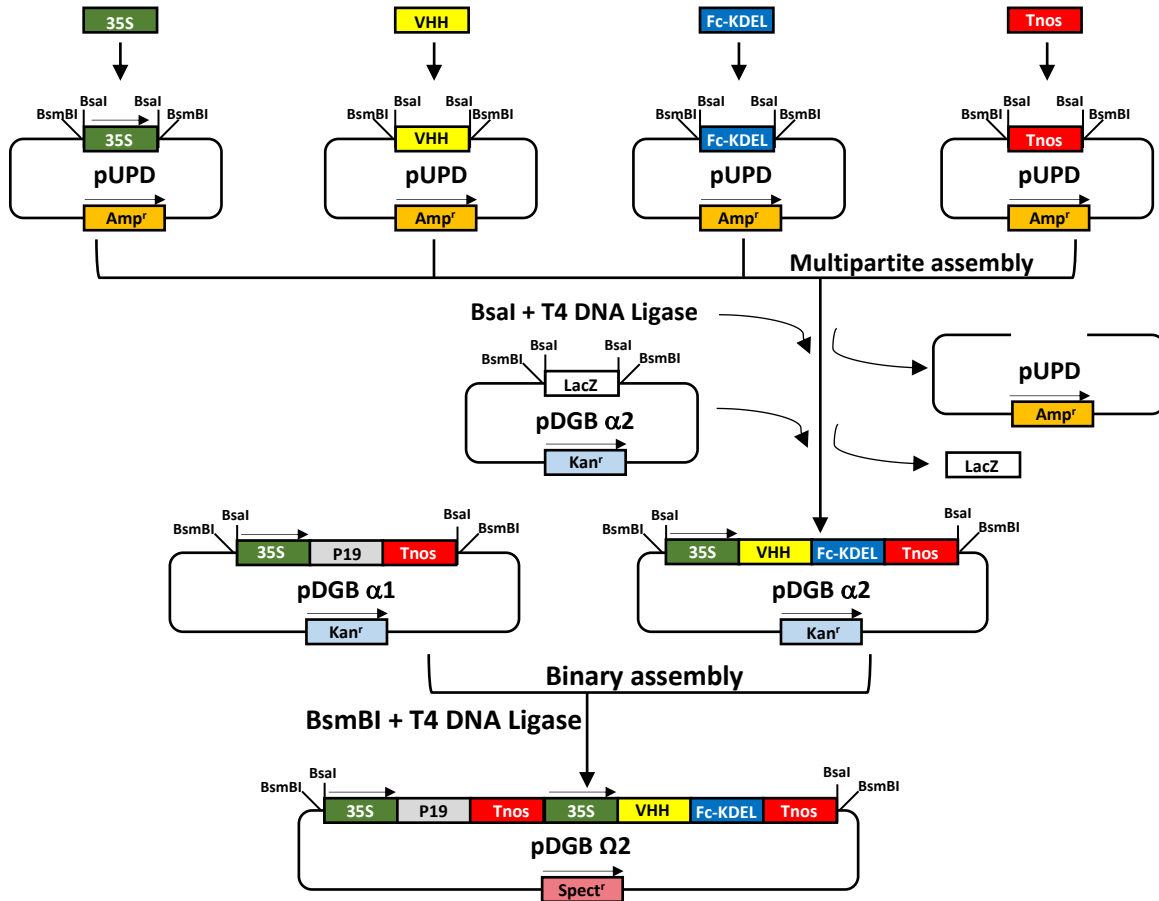 35S
VHH
Fc-KDEL
Tnos
BsmBI BsaI BsaI BsmBI
35S
pUPD
Ampr
BsmBI BsaI BsaI BsmBI
VHH
pUPD
Ampr
BsmBI BsaI BsaI BsmBI
Fc-KDEL
pUPD
Ampr
BsmBI BsaI BsaI BsmBI
Tnos
pUPD
Ampr
Multipartite assembly
BsaI + T4 DNA Ligase
BsmBI BsaI BsaI BsmBI
LacZ
pDGB α2
Kanr
pUPD
Ampr
LacZ
BsmBI BsaI BsaI BsmBI
35S P19 Tnos
pDGB α1
Kanr
BsmBI BsaI BsaI BsmBI
35S VHH Fc-KDEL Tnos
pDGB α2
Kanr
Binary assembly
BsmBI + T4 DNA Ligase
BsmBI BsaI BsaI BsmBI
35S P19 Tnos 35S VHH Fc-KDEL Tnos
pDGB Ω2
Spectr